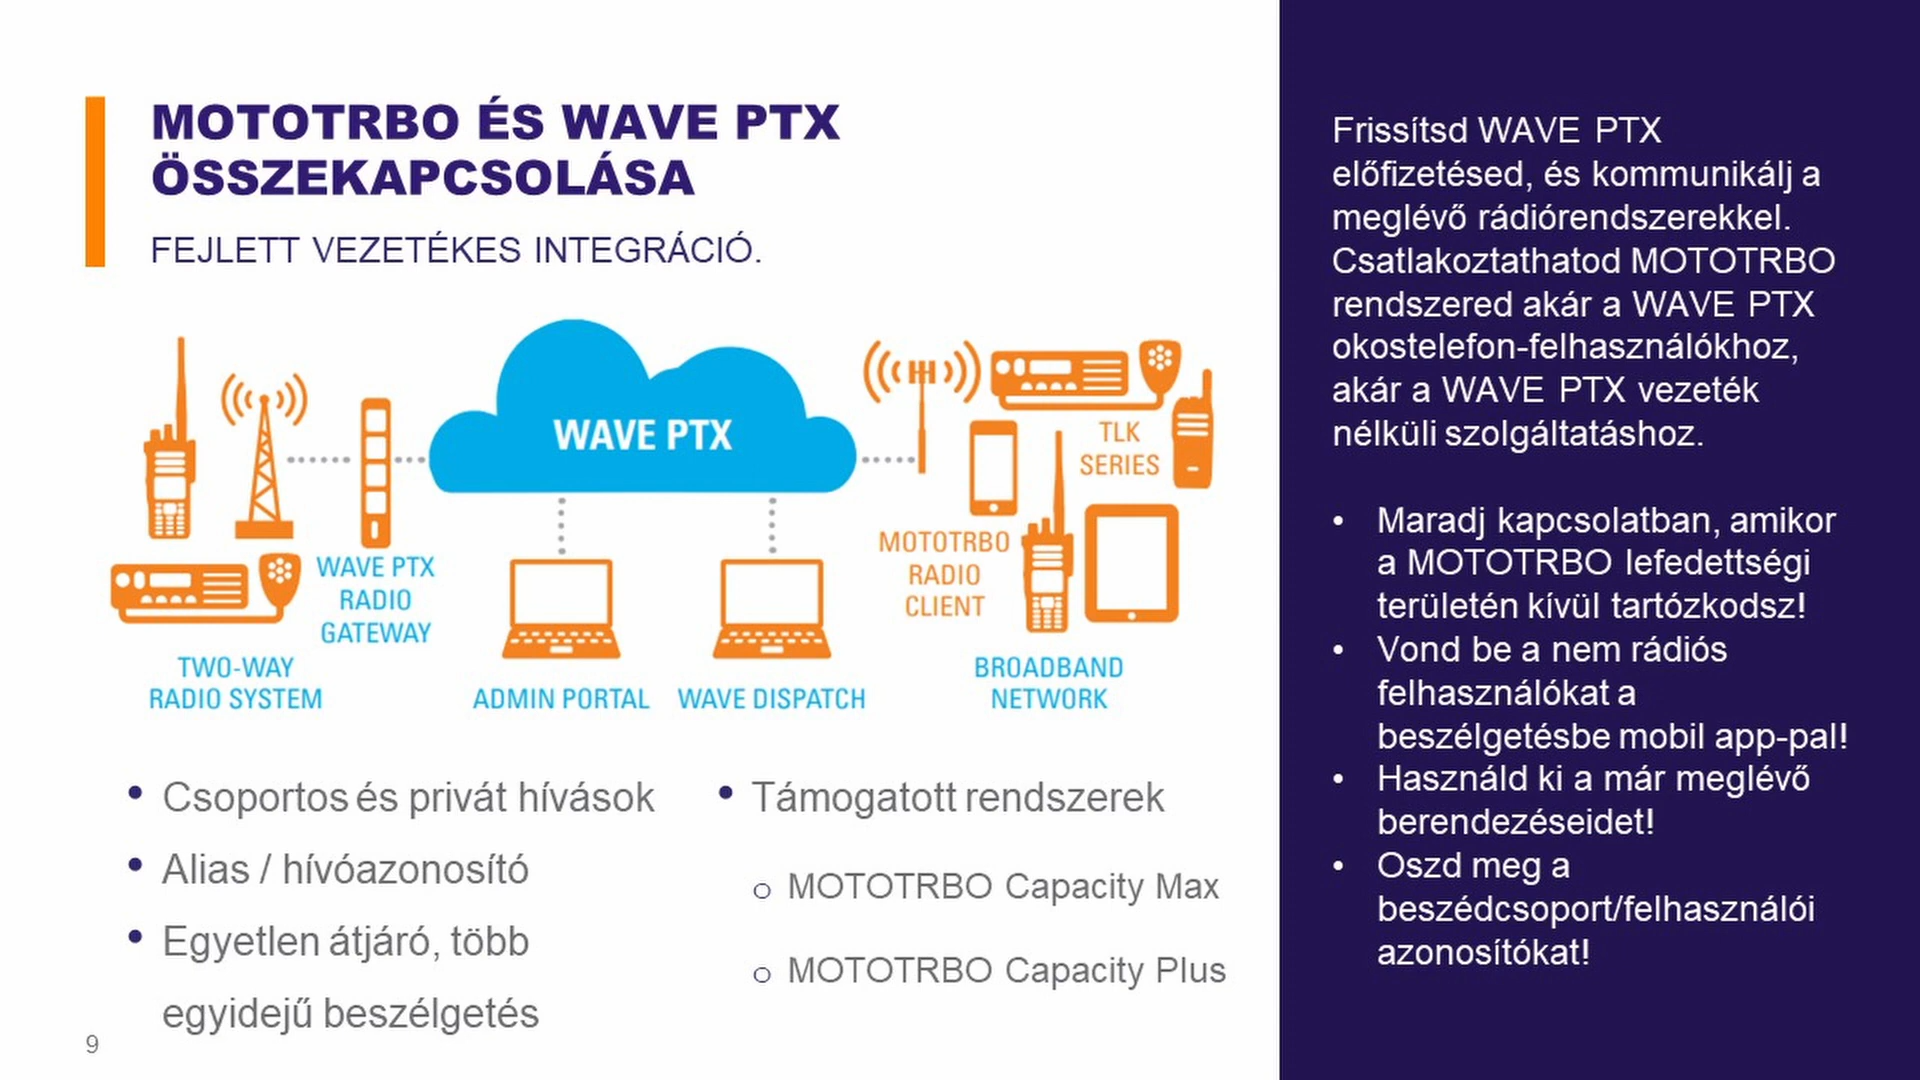 MOTOTRBO ÉS WAVE PTX
ÖSSZEKAPCSOLÁSA
FEJLETT VEZETÉKES INTEGRÁCIÓ.
WAVE PTX
TLK
SERIES
MOTOTRBO
RADIO
CLIENT
WAVE PTX
RADIO
GATEWAY
TWO-WAY
RADIO SYSTEM
ADMIN PORTAL
WAVE DISPATCH
BROADBAND
NETWORK
• Csoportos és privát hívások
• Alias / hívóazonosító
• Egyetlen átjáró, több
egyidejű beszélgetés
• Támogatott rendszerek
o MOTOTRBO Capacity Max
o MOTOTRBO Capacity Plus
9
Frissítsd WAVE PTX
előfizetésed, és kommunikálj a
meglévő rádiórendszerekkel.
Csatlakoztathatod MOTOTRBO
rendszered akár a WAVE PTX
okostelefon-felhasználókhoz,
akár a WAVE PTX vezeték
nélküli szolgáltatáshoz.
• Maradj kapcsolatban, amikor
a MOTOTRBO lefedettségi
területén kívül tartózkodsz!
• Vond be a nem rádiós
felhasználókat a
beszélgetésbe mobil app-pal!
• Használd ki a már meglévő
berendezéseidet!
• Oszd meg a
beszédcsoport/felhasználói
azonosítókat!